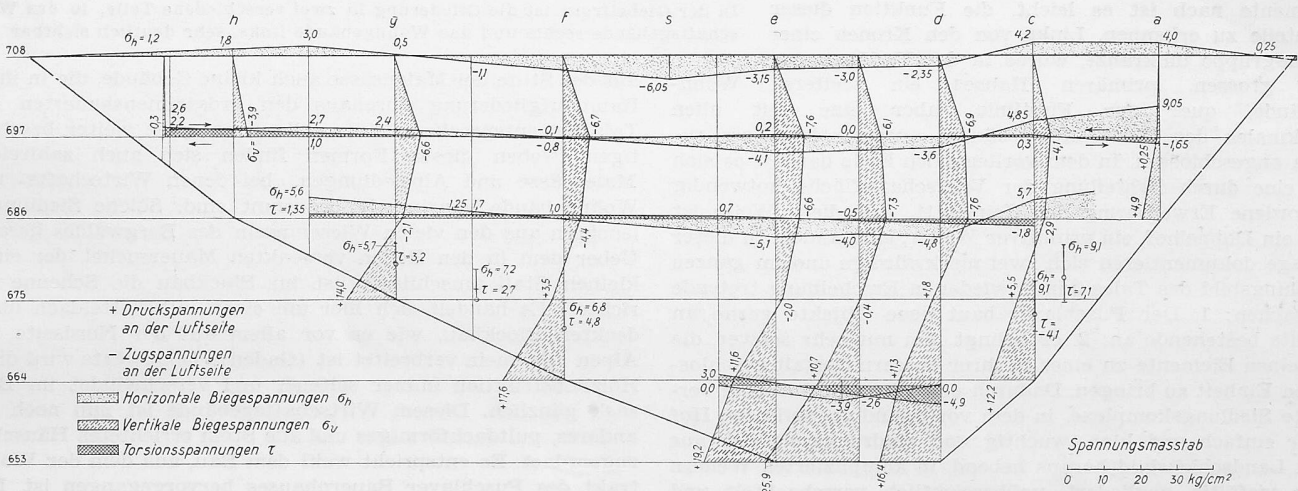 h g f s e d c a
σh = 1,2 1,8 3,0 0,5 4,2 4,0 0,25
708
-1,1 -6,05 -3,15 -3,0 -2,35
9,05
2,6 -3,9 -6,7 4,85
-0,3 2,2 2,7 2,4 -0,1 0,2 -7,6 0,0 -6,1 -6,9
697
1,0 -6,6 -0,8 -4,1 -3,6 0,3 -4,1 +0,25 -1,65
σv =
σh = 5,6 5,7
τ = 1,35 1,25 1,7 1,0 0,7 -6,6 -0,5 -7,3 -7,6 +4,9
686
-2,1 -4,4 -5,1 -4,0 -4,8 -1,8 -2,9
σh = 5,7 σh = 9,1
τ = 3,2 σh = 7,2 σh = 9,1
14,0 τ = 2,7 +3,5 -2,0 -0,4 +1,8 +5,4 τ = 7,1
675
+ Druckspannungen
an der Luftseite
σh = 6,8
τ = 4,8
τ = 4,1
- Zugspannungen
an der Luftseite
+11,6 +10,7 +11,3
664
17,6 3,0 0,0 0,0 +12,2
-3,9 -2,6 -4,9
Horizontale Biegespannungen σh
Vertikale Biegespannungen σv
Torsionsspannungen τ
653
+19,2 25,9 +16,4
Spannungsmasstab
0 10 20 30 kg/cm²